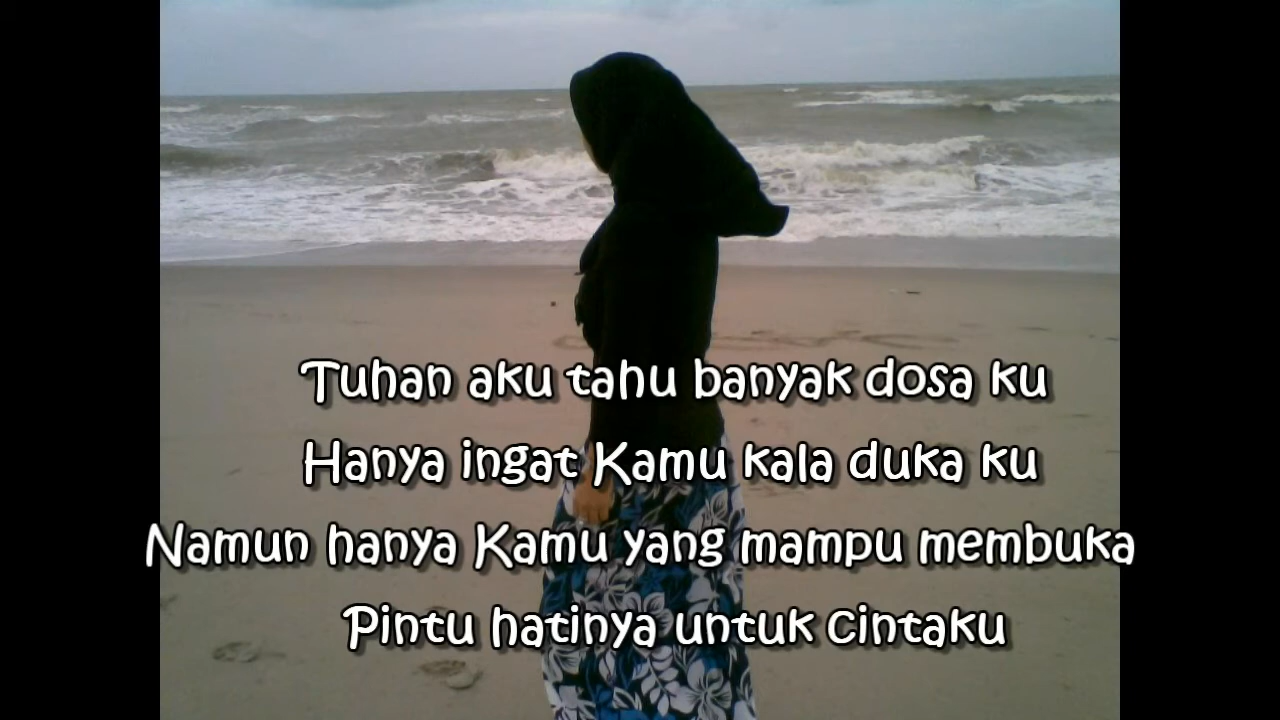 Tuhan aku tahu banyak dosa ku
Hanya ingat Kamu kala duka ku
Namun hanya Kamu yang mampu membuka
Pintu hatinya untuk cintaku